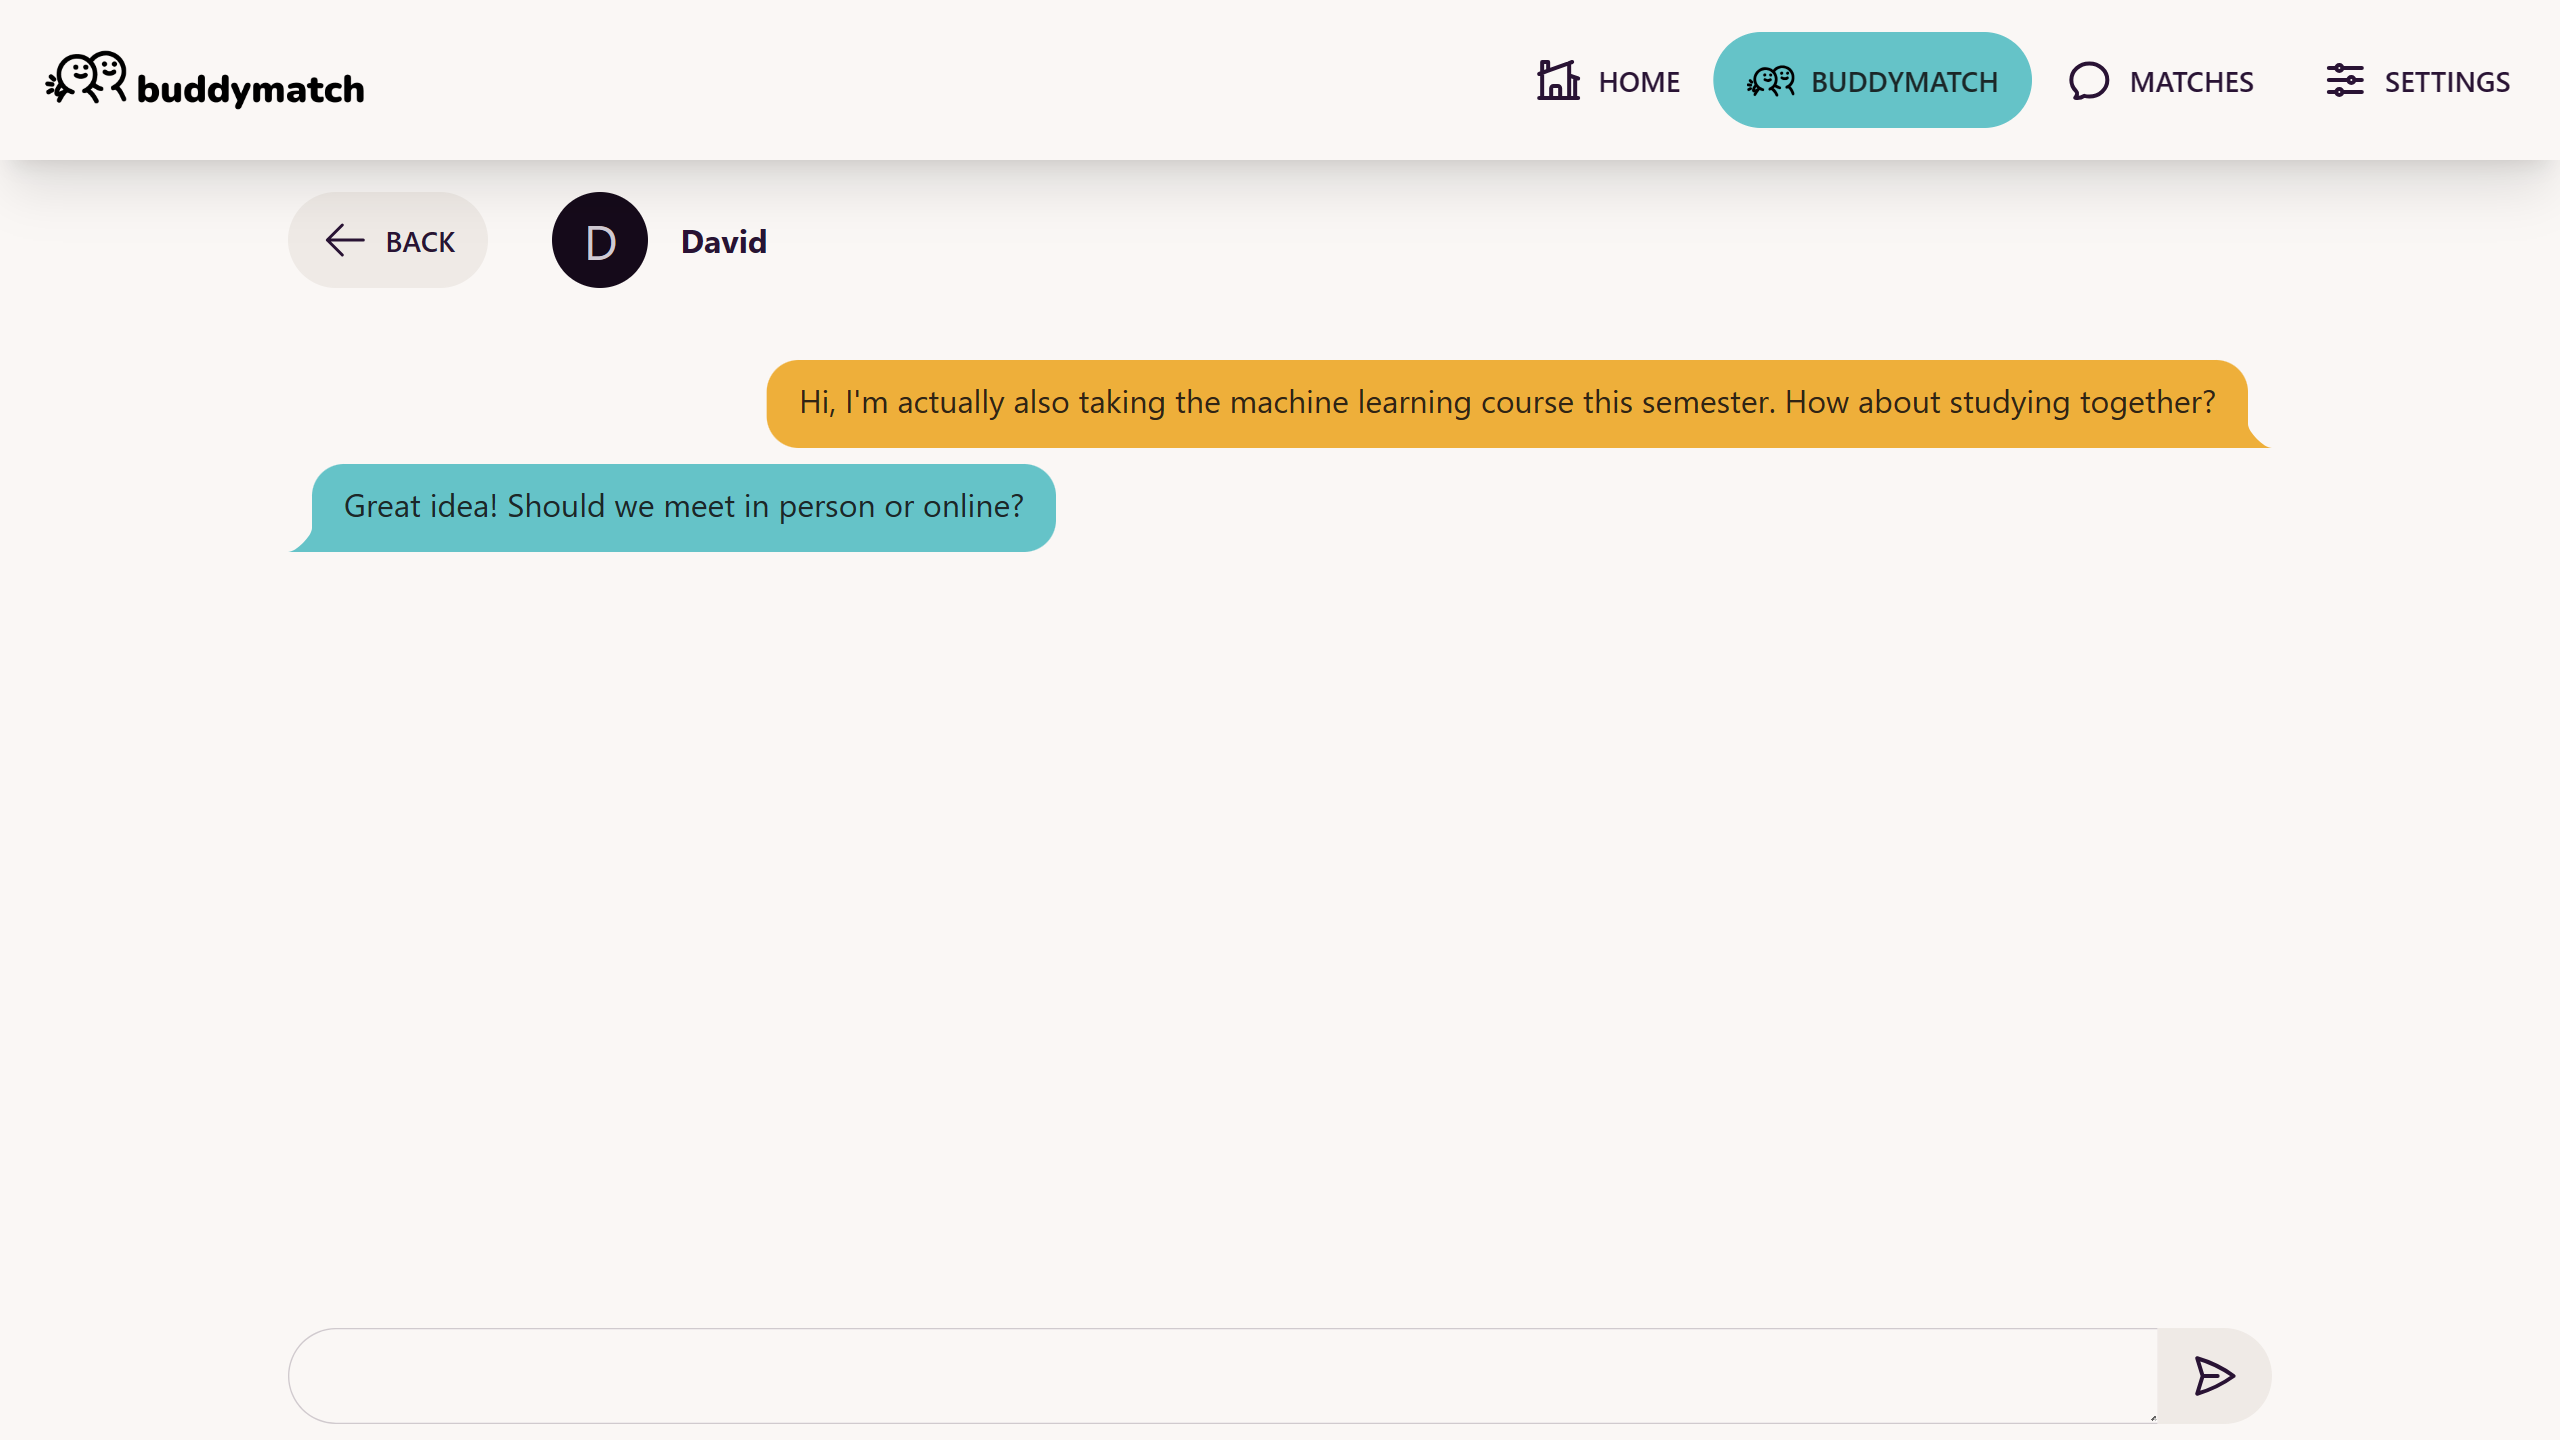 buddymatch
HOME
BUDDYMATCH
MATCHES
SETTINGS
BACK
D
David
Hi, I'm actually also taking the machine learning course this semester. How about studying together?
Great idea! Should we meet in person or online?